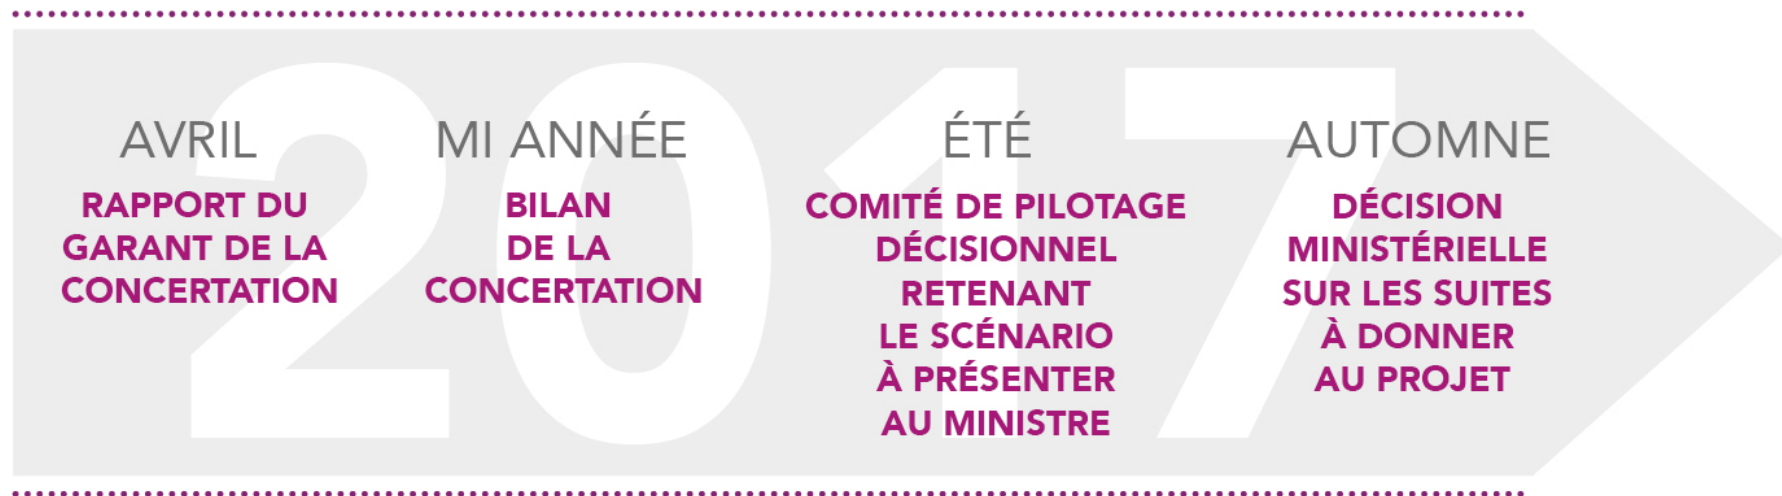 2017
AVRIL
RAPPORT DU
GARANT DE LA
CONCERTATION
MI ANNÉE
BILAN
DE LA
CONCERTATION
ÉTÉ
COMITÉ DE PILOTAGE
DÉCISIONNEL
RETENANT
LE SCÉNARIO
À PRÉSENTER
AU MINISTRE
AUTOMNE
DÉCISION
MINISTÉRIELLE
SUR LES SUITES
À DONNER
AU PROJET